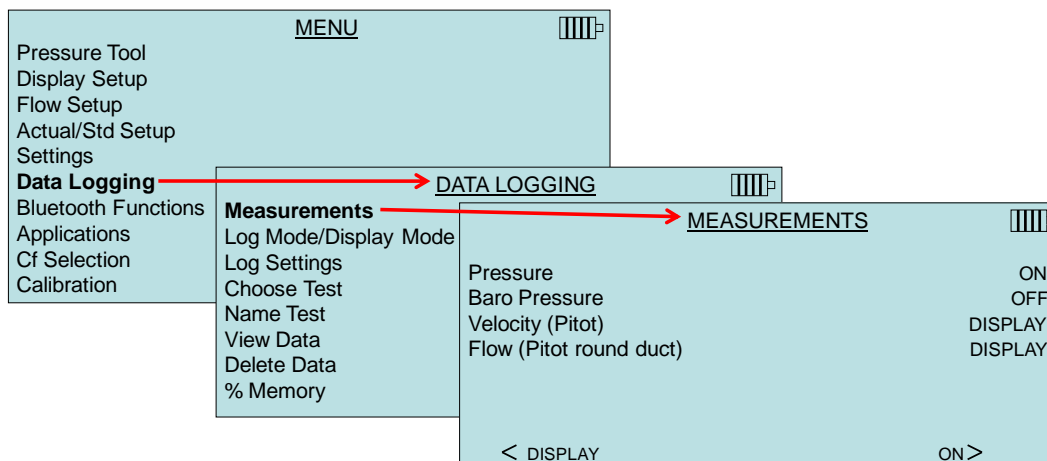 MENU
Pressure Tool
Display Setup
Flow Setup
Actual/Std Setup
Settings
Data Logging
Bluetooth Functions
Applications
Cf Selection
Calibration
DATA LOGGING
Measurements
Log Mode/Display Mode
Log Settings
Choose Test
Name Test
View Data
Delete Data
% Memory
MEASUREMENTS
Pressure ON
Baro Pressure OFF
Velocity (Pitot) DISPLAY
Flow (Pitot round duct) DISPLAY
< DISPLAY ON >